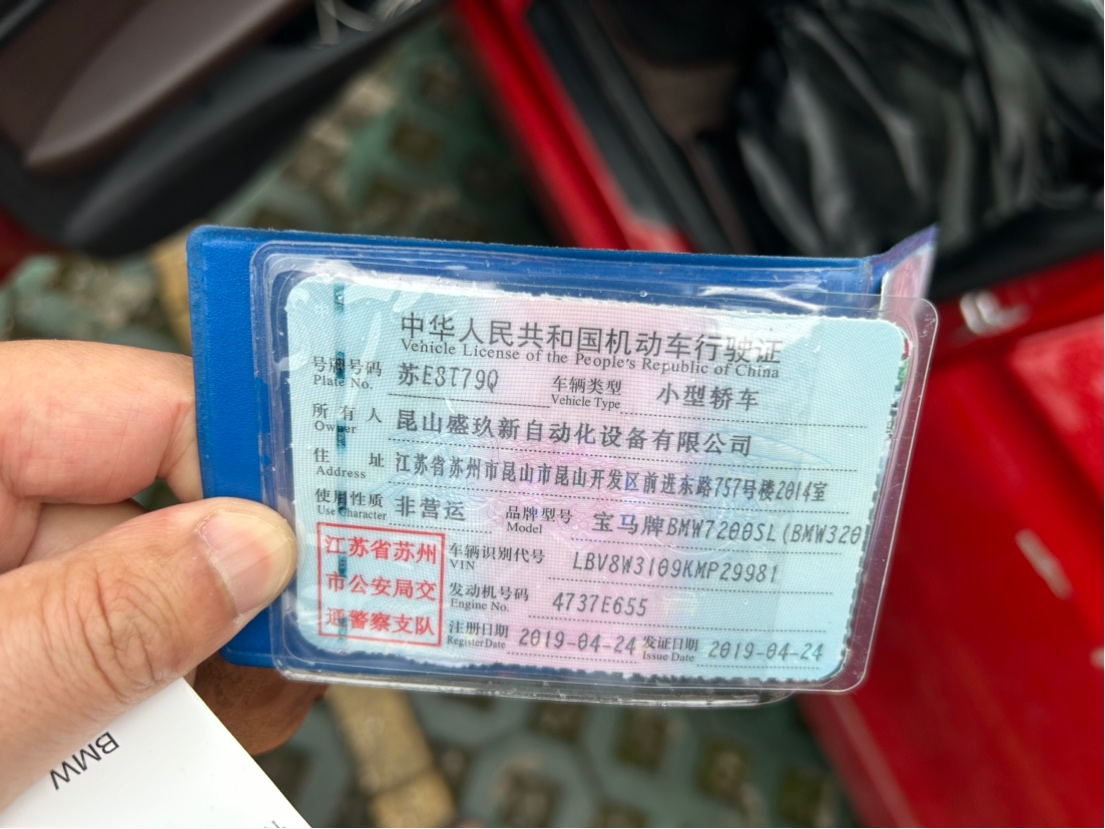 中华人民共和国机动车行驶证
Vehicle License of the People's Republic of China
号牌号码 苏E8T79Q 车辆类型 小型轿车
Plate No. Vehicle Type
所有人 昆山盛玖新自动化设备有限公司
Owner
住址 江苏省苏州市昆山市昆山开发区前进东路757号楼2014室
Address
使用性质 非营运 品牌型号 宝马牌BMW7200SL(BMW320
Use Character Model
江苏省苏州
市公安局交
通警察支队
车辆识别代号 LBV8W3109KMP29981
VIN
发动机号码 4737E655
Engine No.
注册日期 2019-04-24 发证日期 2019-04-24
Register Date Issue Date
BMW